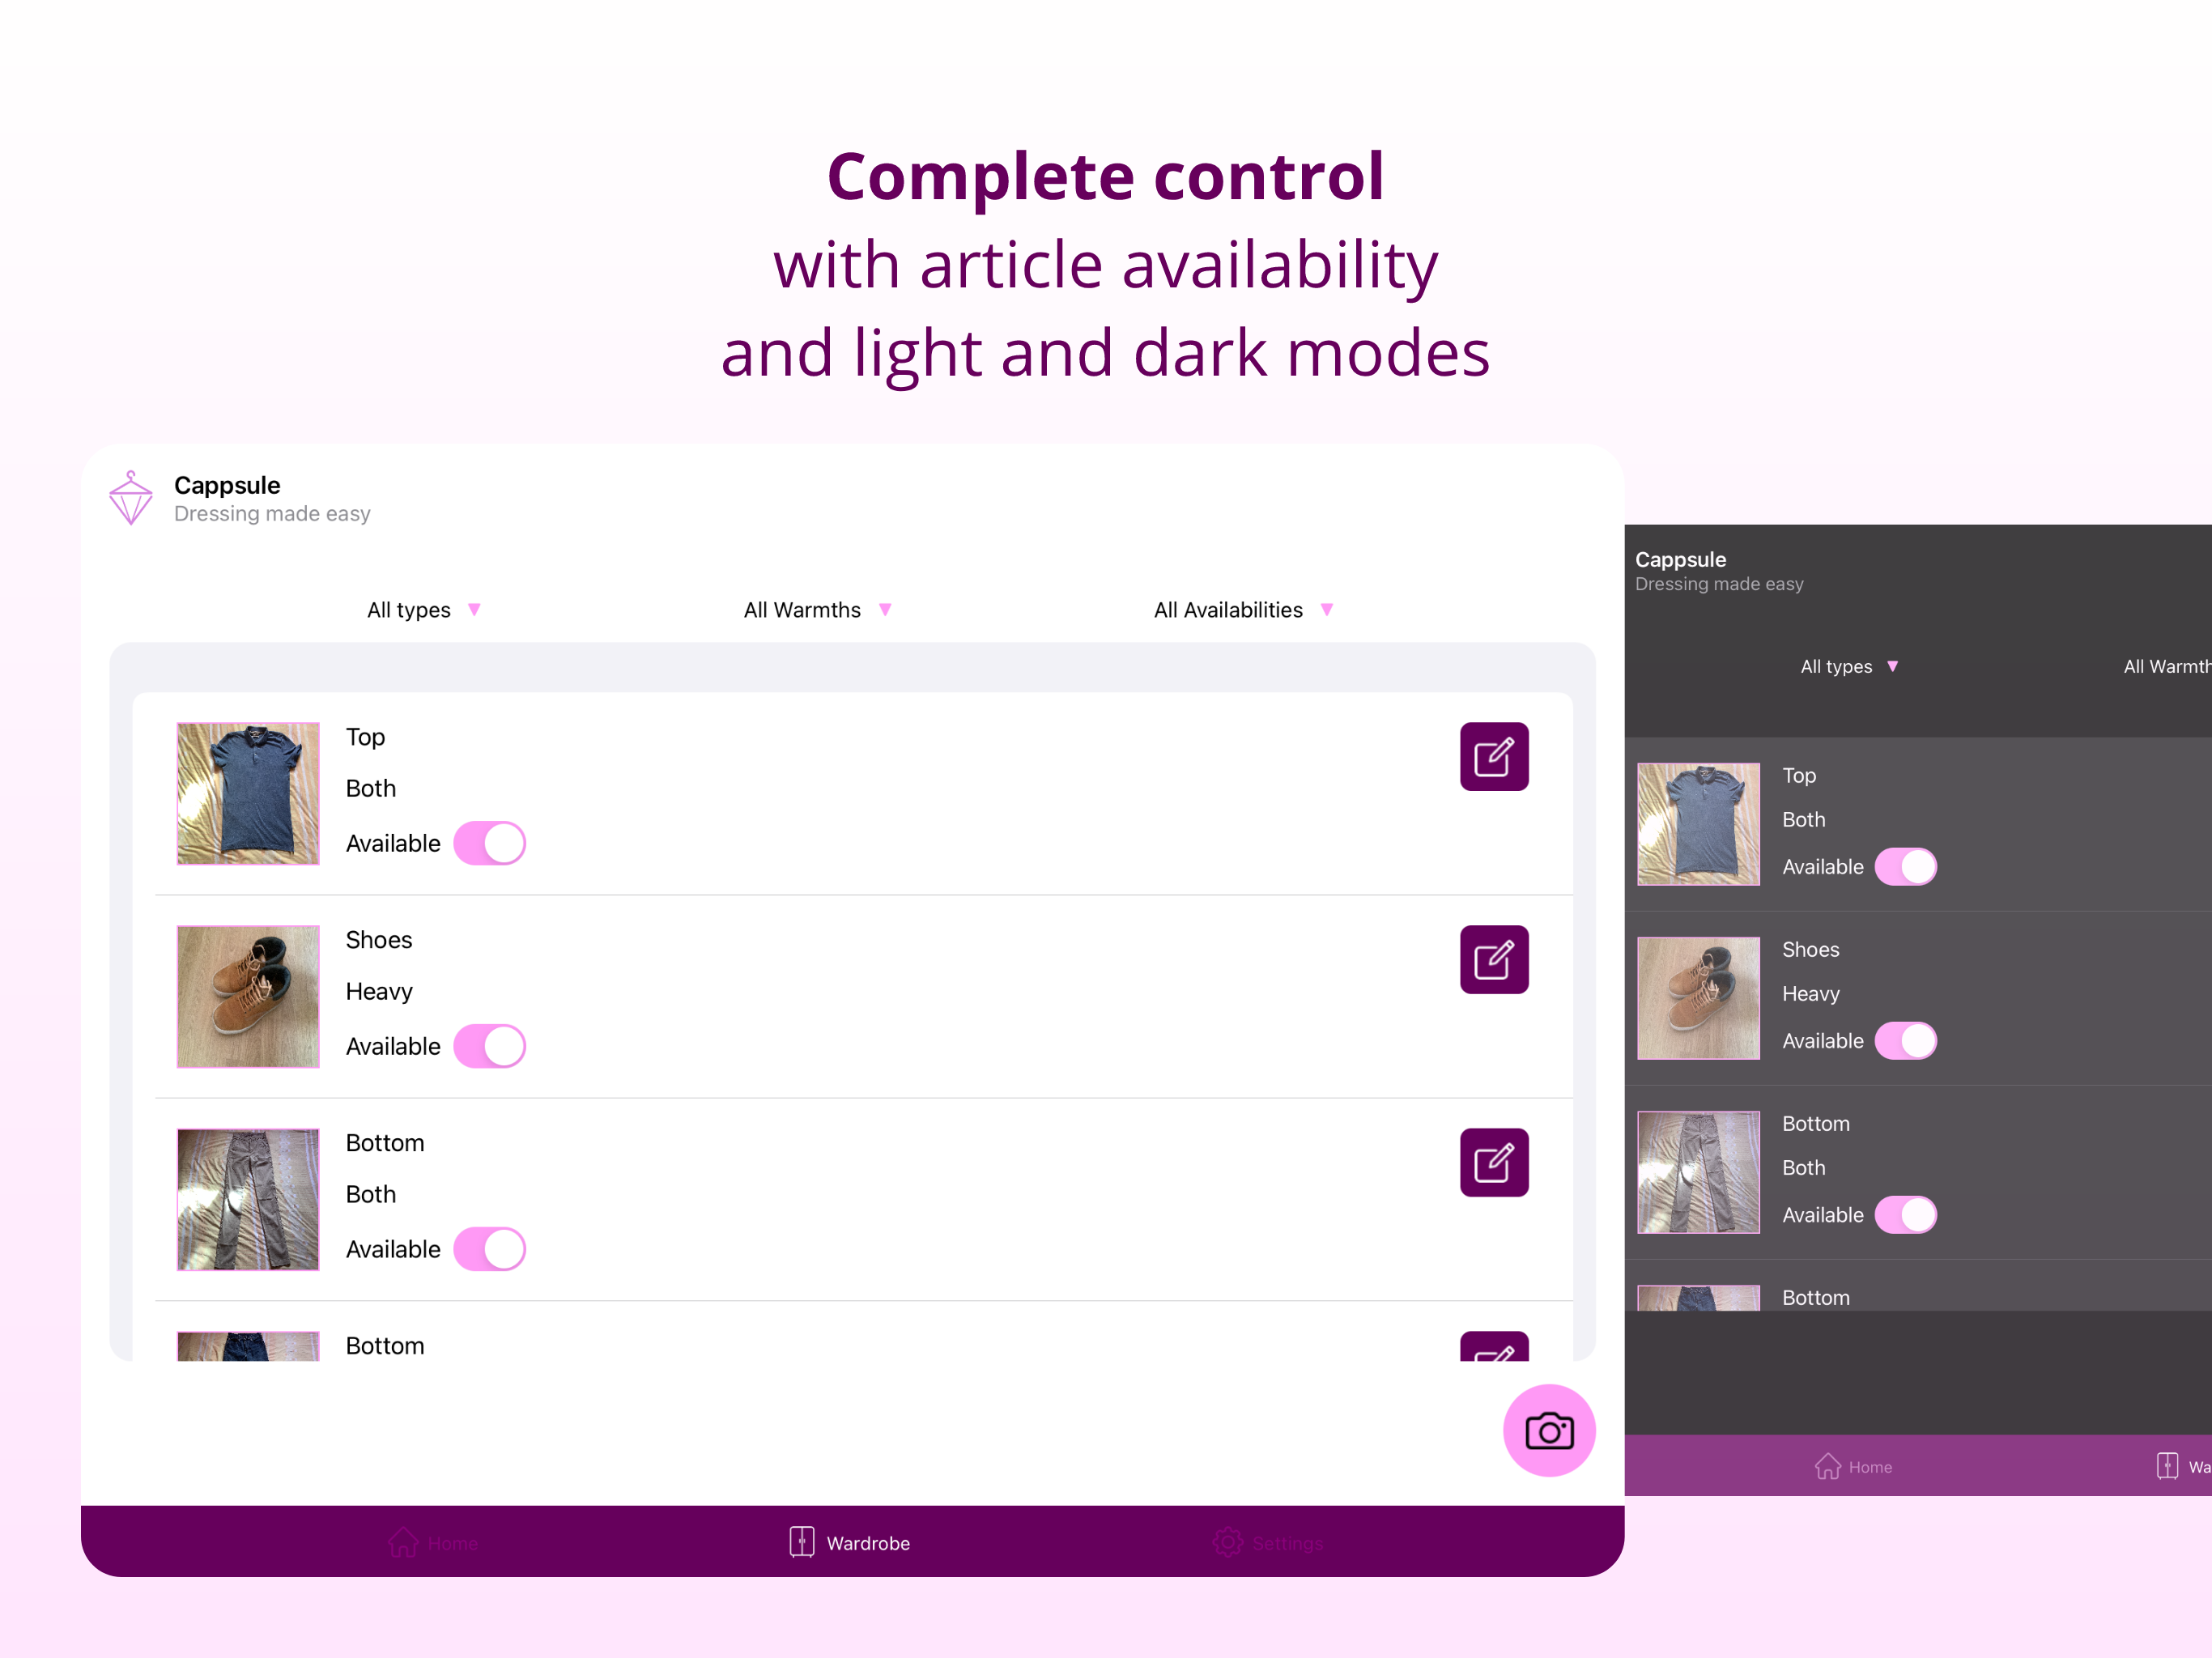 Complete control
with article availability
and light and dark modes
Cappsule
Dressing made easy
All types ▼
All Warmths ▼
All Availabilities ▼
Top
Both
Available
Shoes
Heavy
Available
Bottom
Both
Available
Bottom
Home
Wardrobe
Settings
Cappsule
Dressing made easy
All types ▼
All Warmth
Top
Both
Available
Shoes
Heavy
Available
Bottom
Both
Available
Bottom
Home
Wa